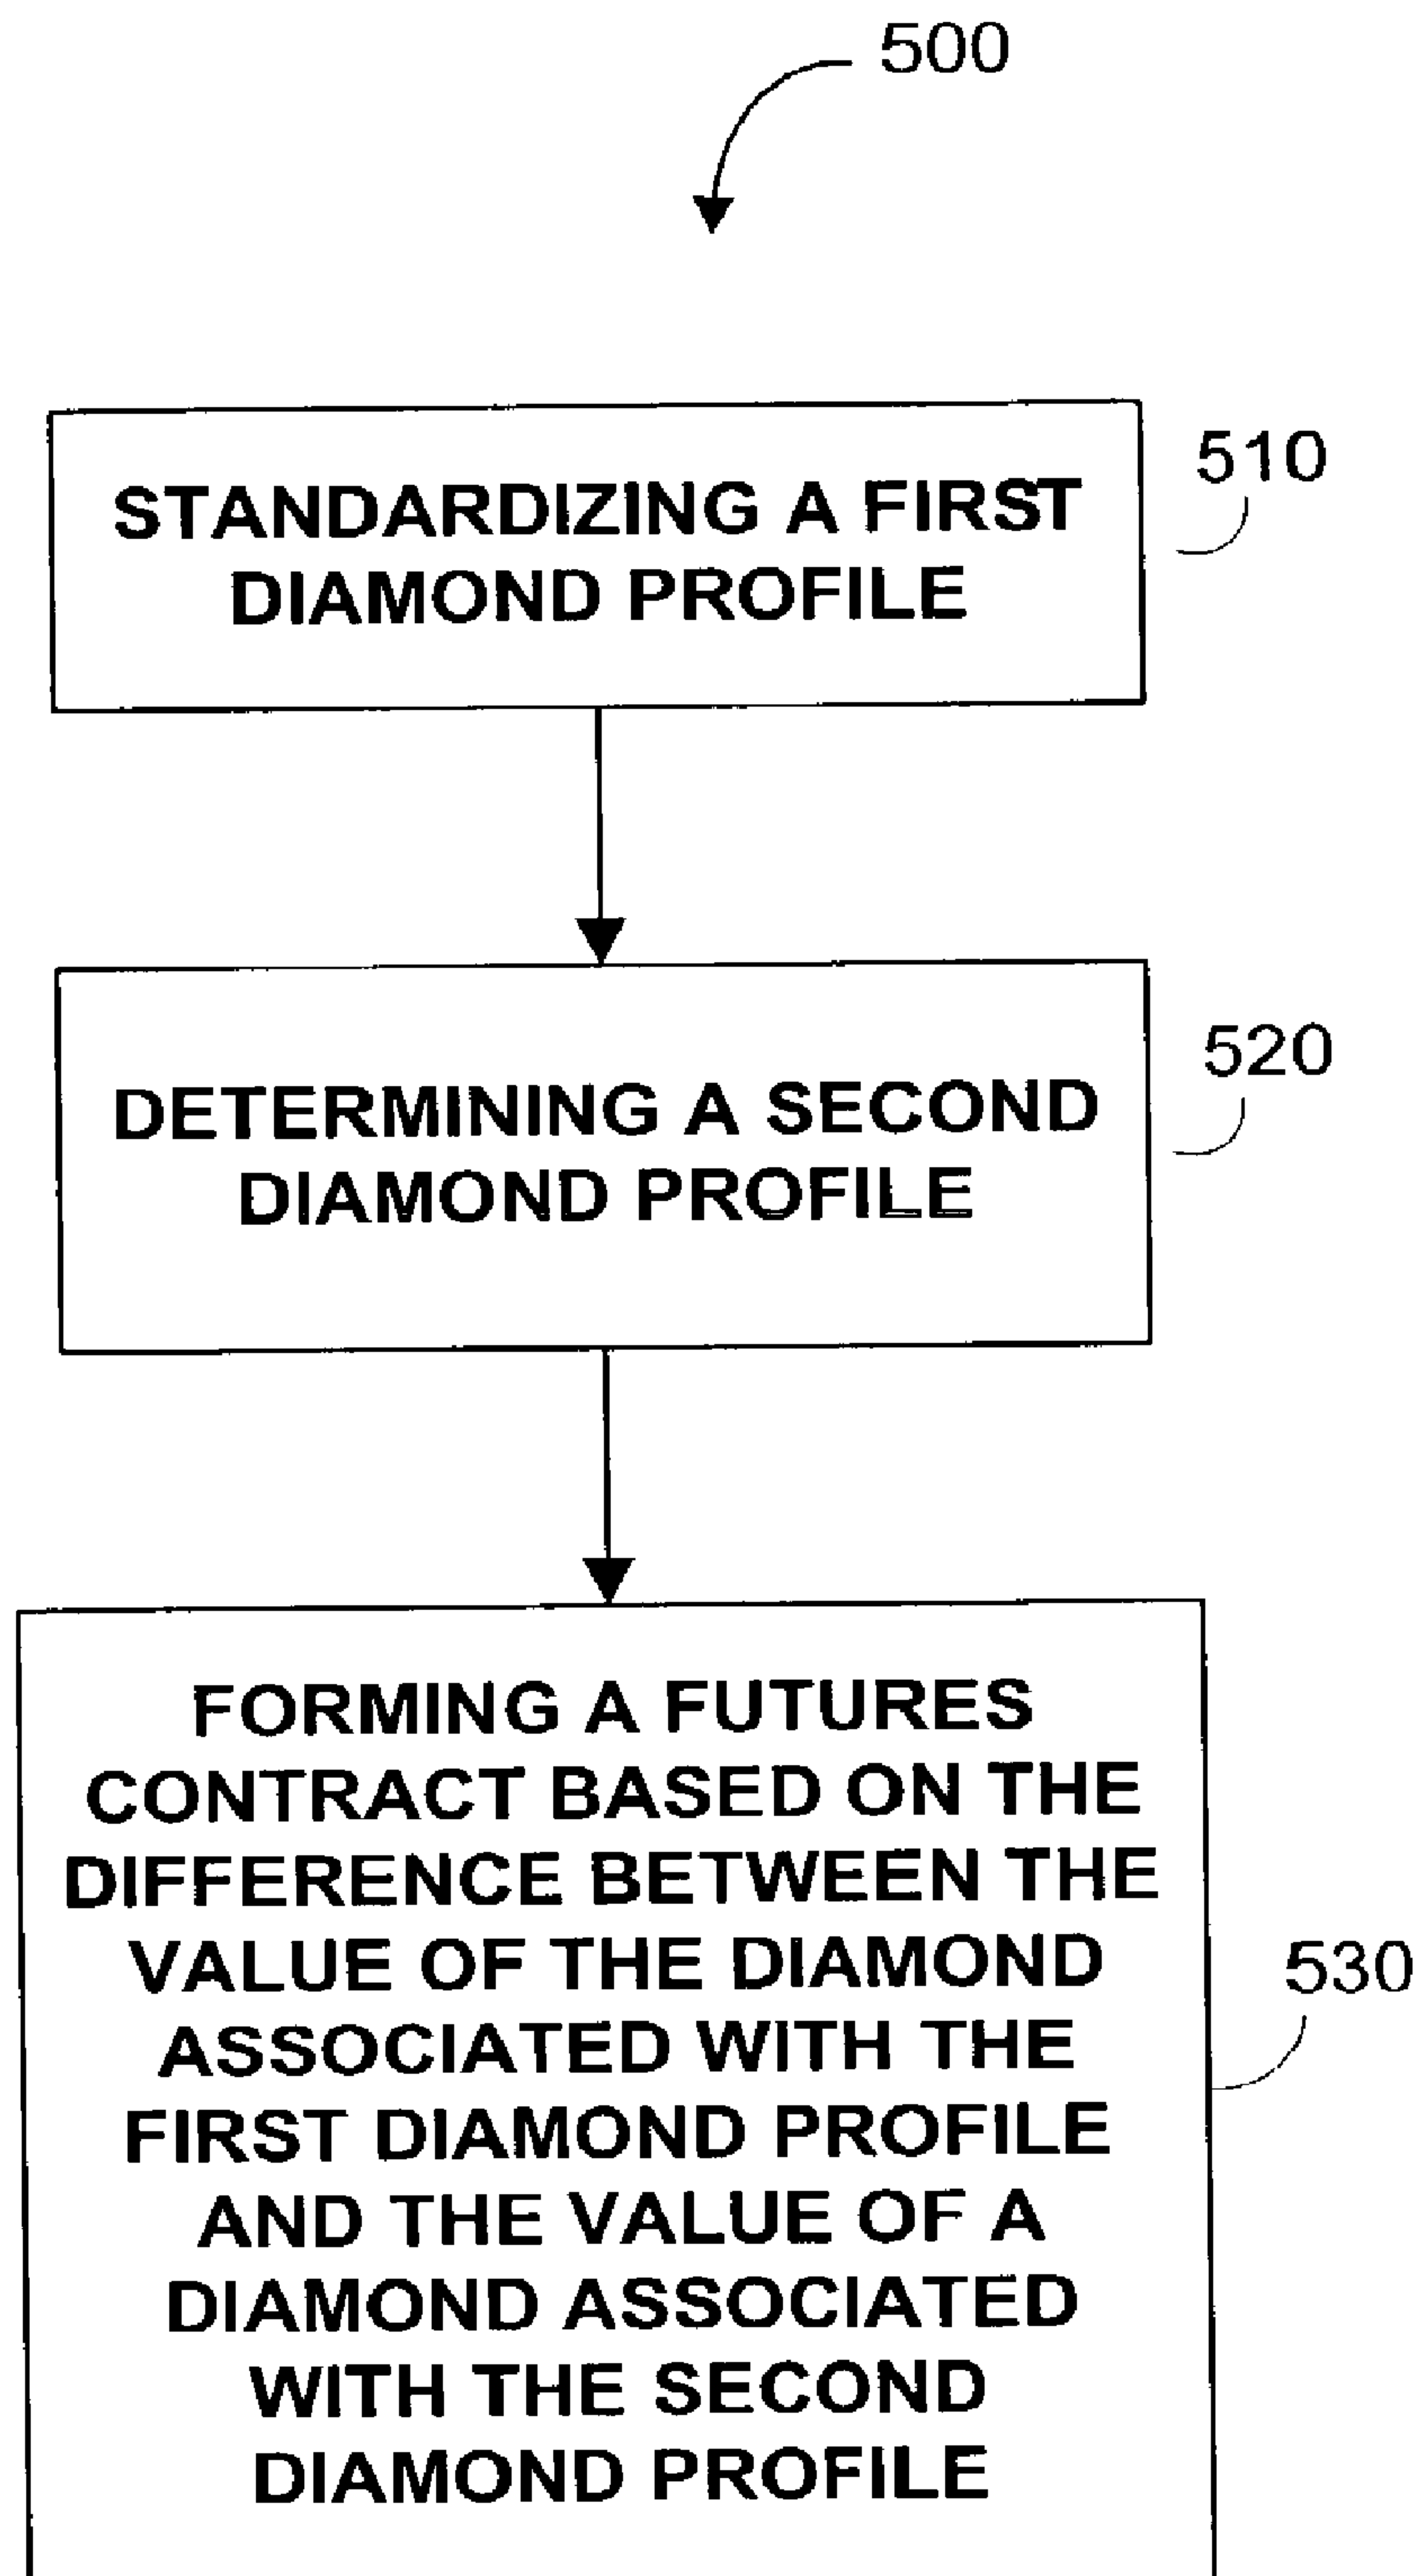 500
STANDARDIZING A FIRST
DIAMOND PROFILE
510
DETERMINING A SECOND
DIAMOND PROFILE
520
FORMING A FUTURES
CONTRACT BASED ON THE
DIFFERENCE BETWEEN THE
VALUE OF THE DIAMOND
ASSOCIATED WITH THE
FIRST DIAMOND PROFILE
AND THE VALUE OF A
DIAMOND ASSOCIATED
WITH THE SECOND
DIAMOND PROFILE
530